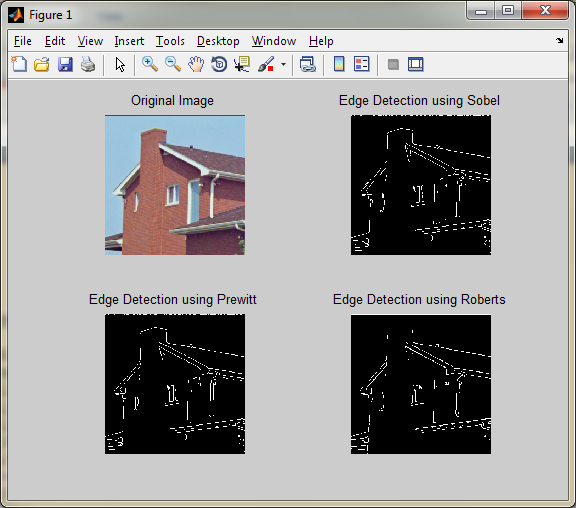 Figure 1
File Edit View Insert Tools Desktop Window Help
Original Image
Edge Detection using Sobel
Edge Detection using Prewitt
Edge Detection using Roberts